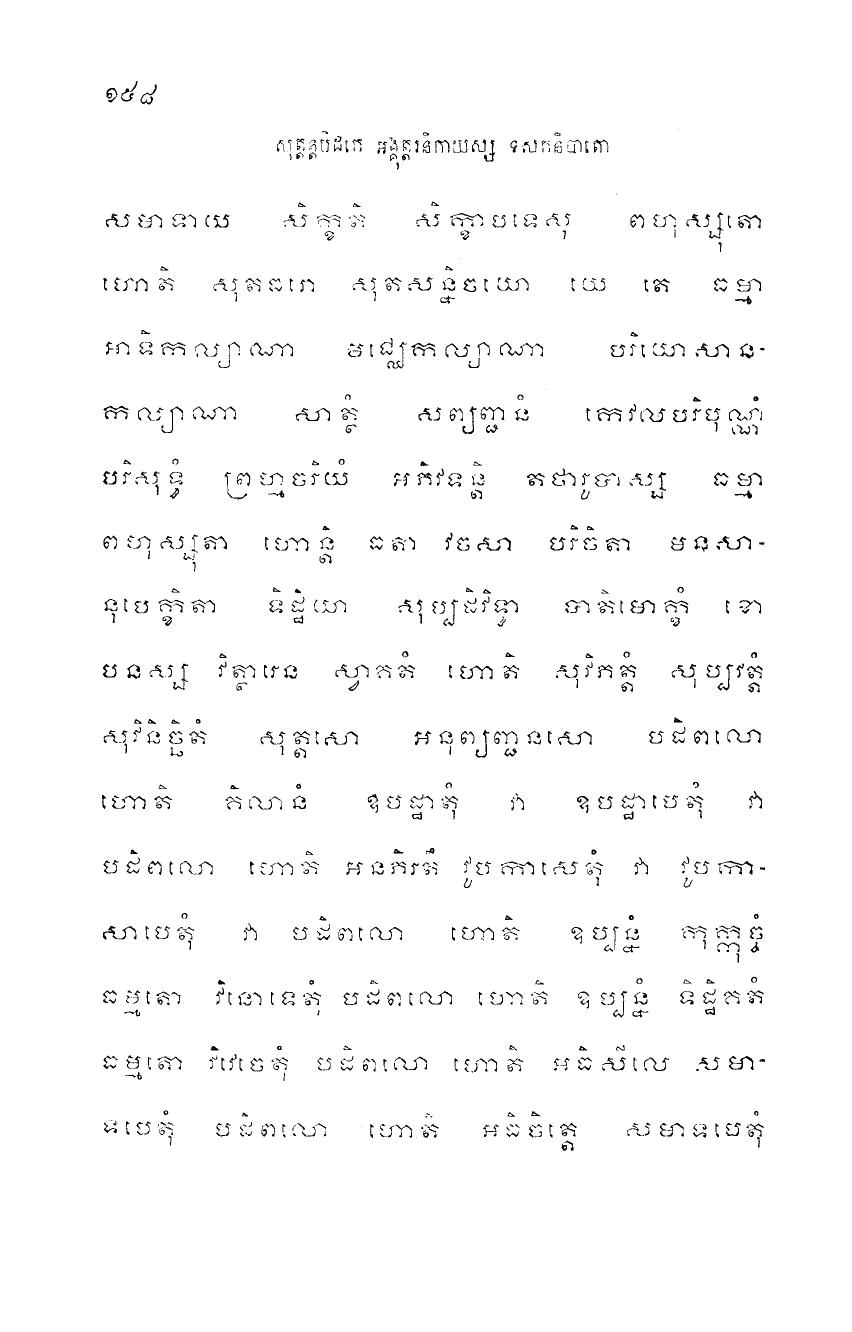 ១៥៨
សុត្តន្តបិដកេ អង្គុត្តរនិកាយស្ស ទសកនិបាតោ
សមាទាយ សិក្ខតិ សិក្ខាបទេសុ ពហុស្សុតោ
ហោតិ សុតធរោ សុតសន្និចយោ យេ តេ ធម្មា
អាទិកល្យាណា មជ្ឈេកល្យាណា បរិយោសាន-
កល្យាណា សាត្ថំ សព្យញ្ជនំ កេវលបរិបុណ្ណំ
បរិសុទ្ធំ ព្រហ្មចរិយំ អភិវទន្តិ តថារូបាស្ស ធម្មា
ពហុស្សុតា ហោន្តិ ធតា វចសា បរិចិតា មនសា-
នុបេក្ខិតា ទិដ្ឋិយា សុប្បដិវិទ្ធា បាតិមោក្ខំ ខោ
បនស្ស វិត្ថារេន ស្វាគតំ ហោតិ សុវិភត្តំ សុប្បវត្តំ
សុវិនិច្ឆិតំ សុត្តសោ អនុព្យញ្ជនសោ បដិពលោ
ហោតិ គិលានំ ឧបដ្ឋាតុំ វា ឧបដ្ឋាបេតុំ វា
បដិពលោ ហោតិ អនភិរតឹ វូបកាសេតុំ វា វូបកា-
សាបេតុំ វា បដិពលោ ហោតិ ឧប្បន្នំ កុក្កុច្ចំ
ធម្មតោ វិនោទេតុំ បដិពលោ ហោតិ ឧប្បន្នំ ទិដ្ឋិគតំ
ធម្មតោ វិវេចេតុំ បដិពលោ ហោតិ អធិសីលេ សមា-
ទបេតុំ បដិពលោ ហោតិ អធិចិត្តេ សមាទបេតុំ